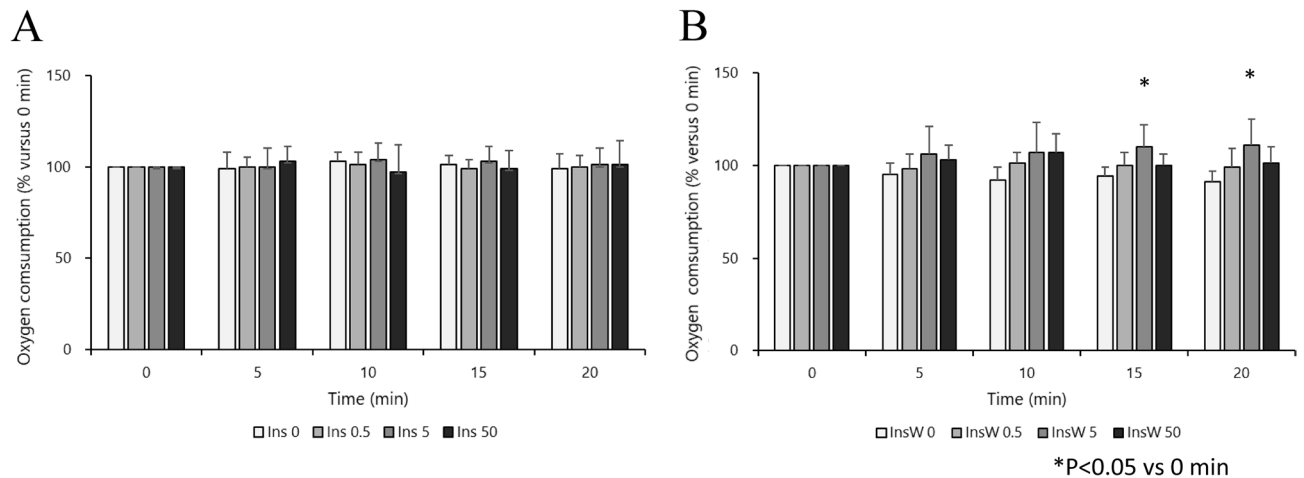 A
Oxygen comsumption (% vursus 0 min)
150
100
50
0
0 5 10 15 20
Time (min)
Ins 0 Ins 0.5 Ins 5 Ins 50
B
Oxygen comsumption (% versus 0 min)
150
100
50
0
* *
0 5 10 15 20
Time (min)
InsW 0 InsW 0.5 InsW 5 InsW 50
*P<0.05 vs 0 min